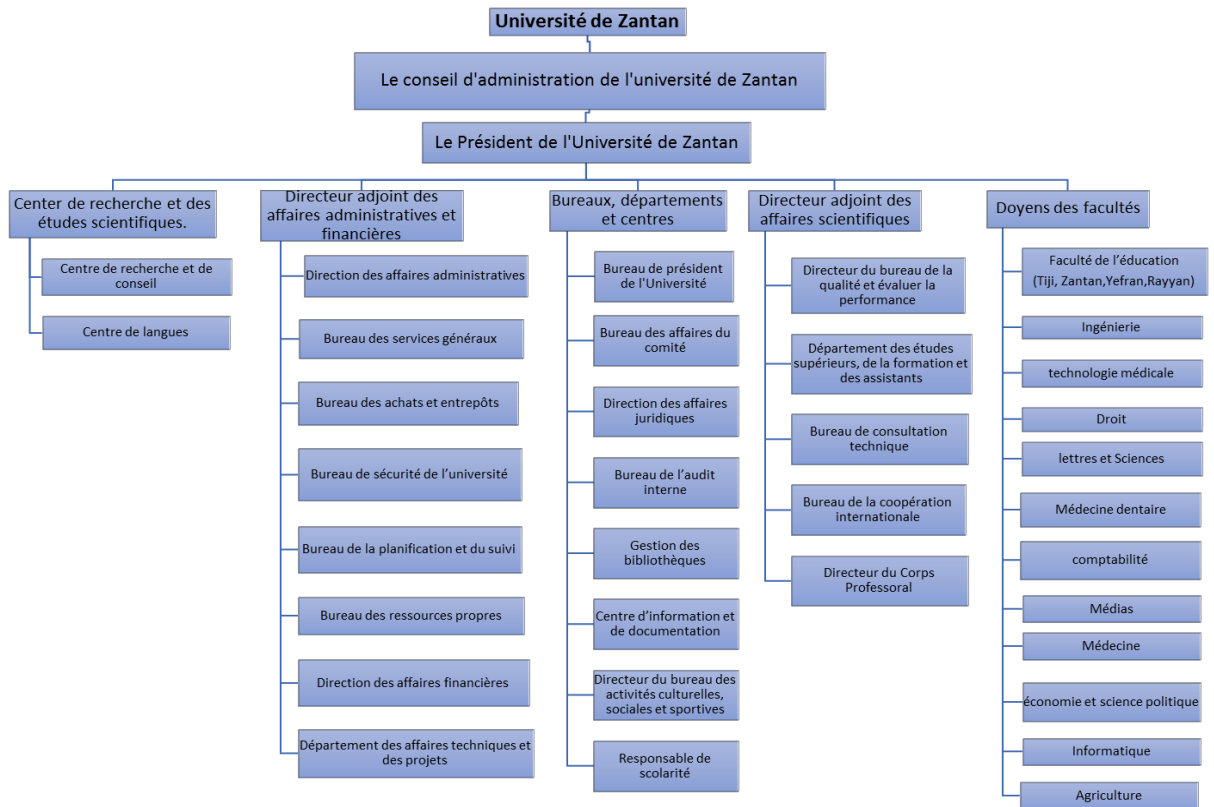 Université de Zantan
Le conseil d'administration de l'université de Zantan
Le Président de l'Université de Zantan
Center de recherche et des
études scientifiques.
Centre de recherche et de
conseil
Centre de langues
Directeur adjoint des
affaires administratives et
financières
Direction des affaires administratives
Bureau des services généraux
Bureau des achats et entrepôts
Bureau de sécurité de l’université
Bureau de la planification et du suivi
Bureau des ressources propres
Direction des affaires financières
Département des affaires techniques et
des projets
Bureaux, départements
et centres
Bureau de président
de l'Université
Bureau des affaires du
comité
Direction des affaires
juridiques
Bureau de l’audit
interne
Gestion des
bibliothèques
Centre d’information et
de documentation
Directeur du bureau des
activités culturelles,
sociales et sportives
Responsable de
scolarité
Directeur adjoint des
affaires scientifiques
Directeur du bureau de la
qualité et évaluer la
performance
Département des études
supérieurs, de la formation et
des assistants
Bureau de consultation
technique
Bureau de la coopération
internationale
Directeur du Corps
Professoral
Doyens des facultés
Faculté de l’éducation
(Tiji, Zantan,Yefran,Rayyan)
Ingénierie
technologie médicale
Droit
lettres et Sciences
Médecine dentaire
comptabilité
Médias
Médecine
économie et science politique
Informatique
Agriculture